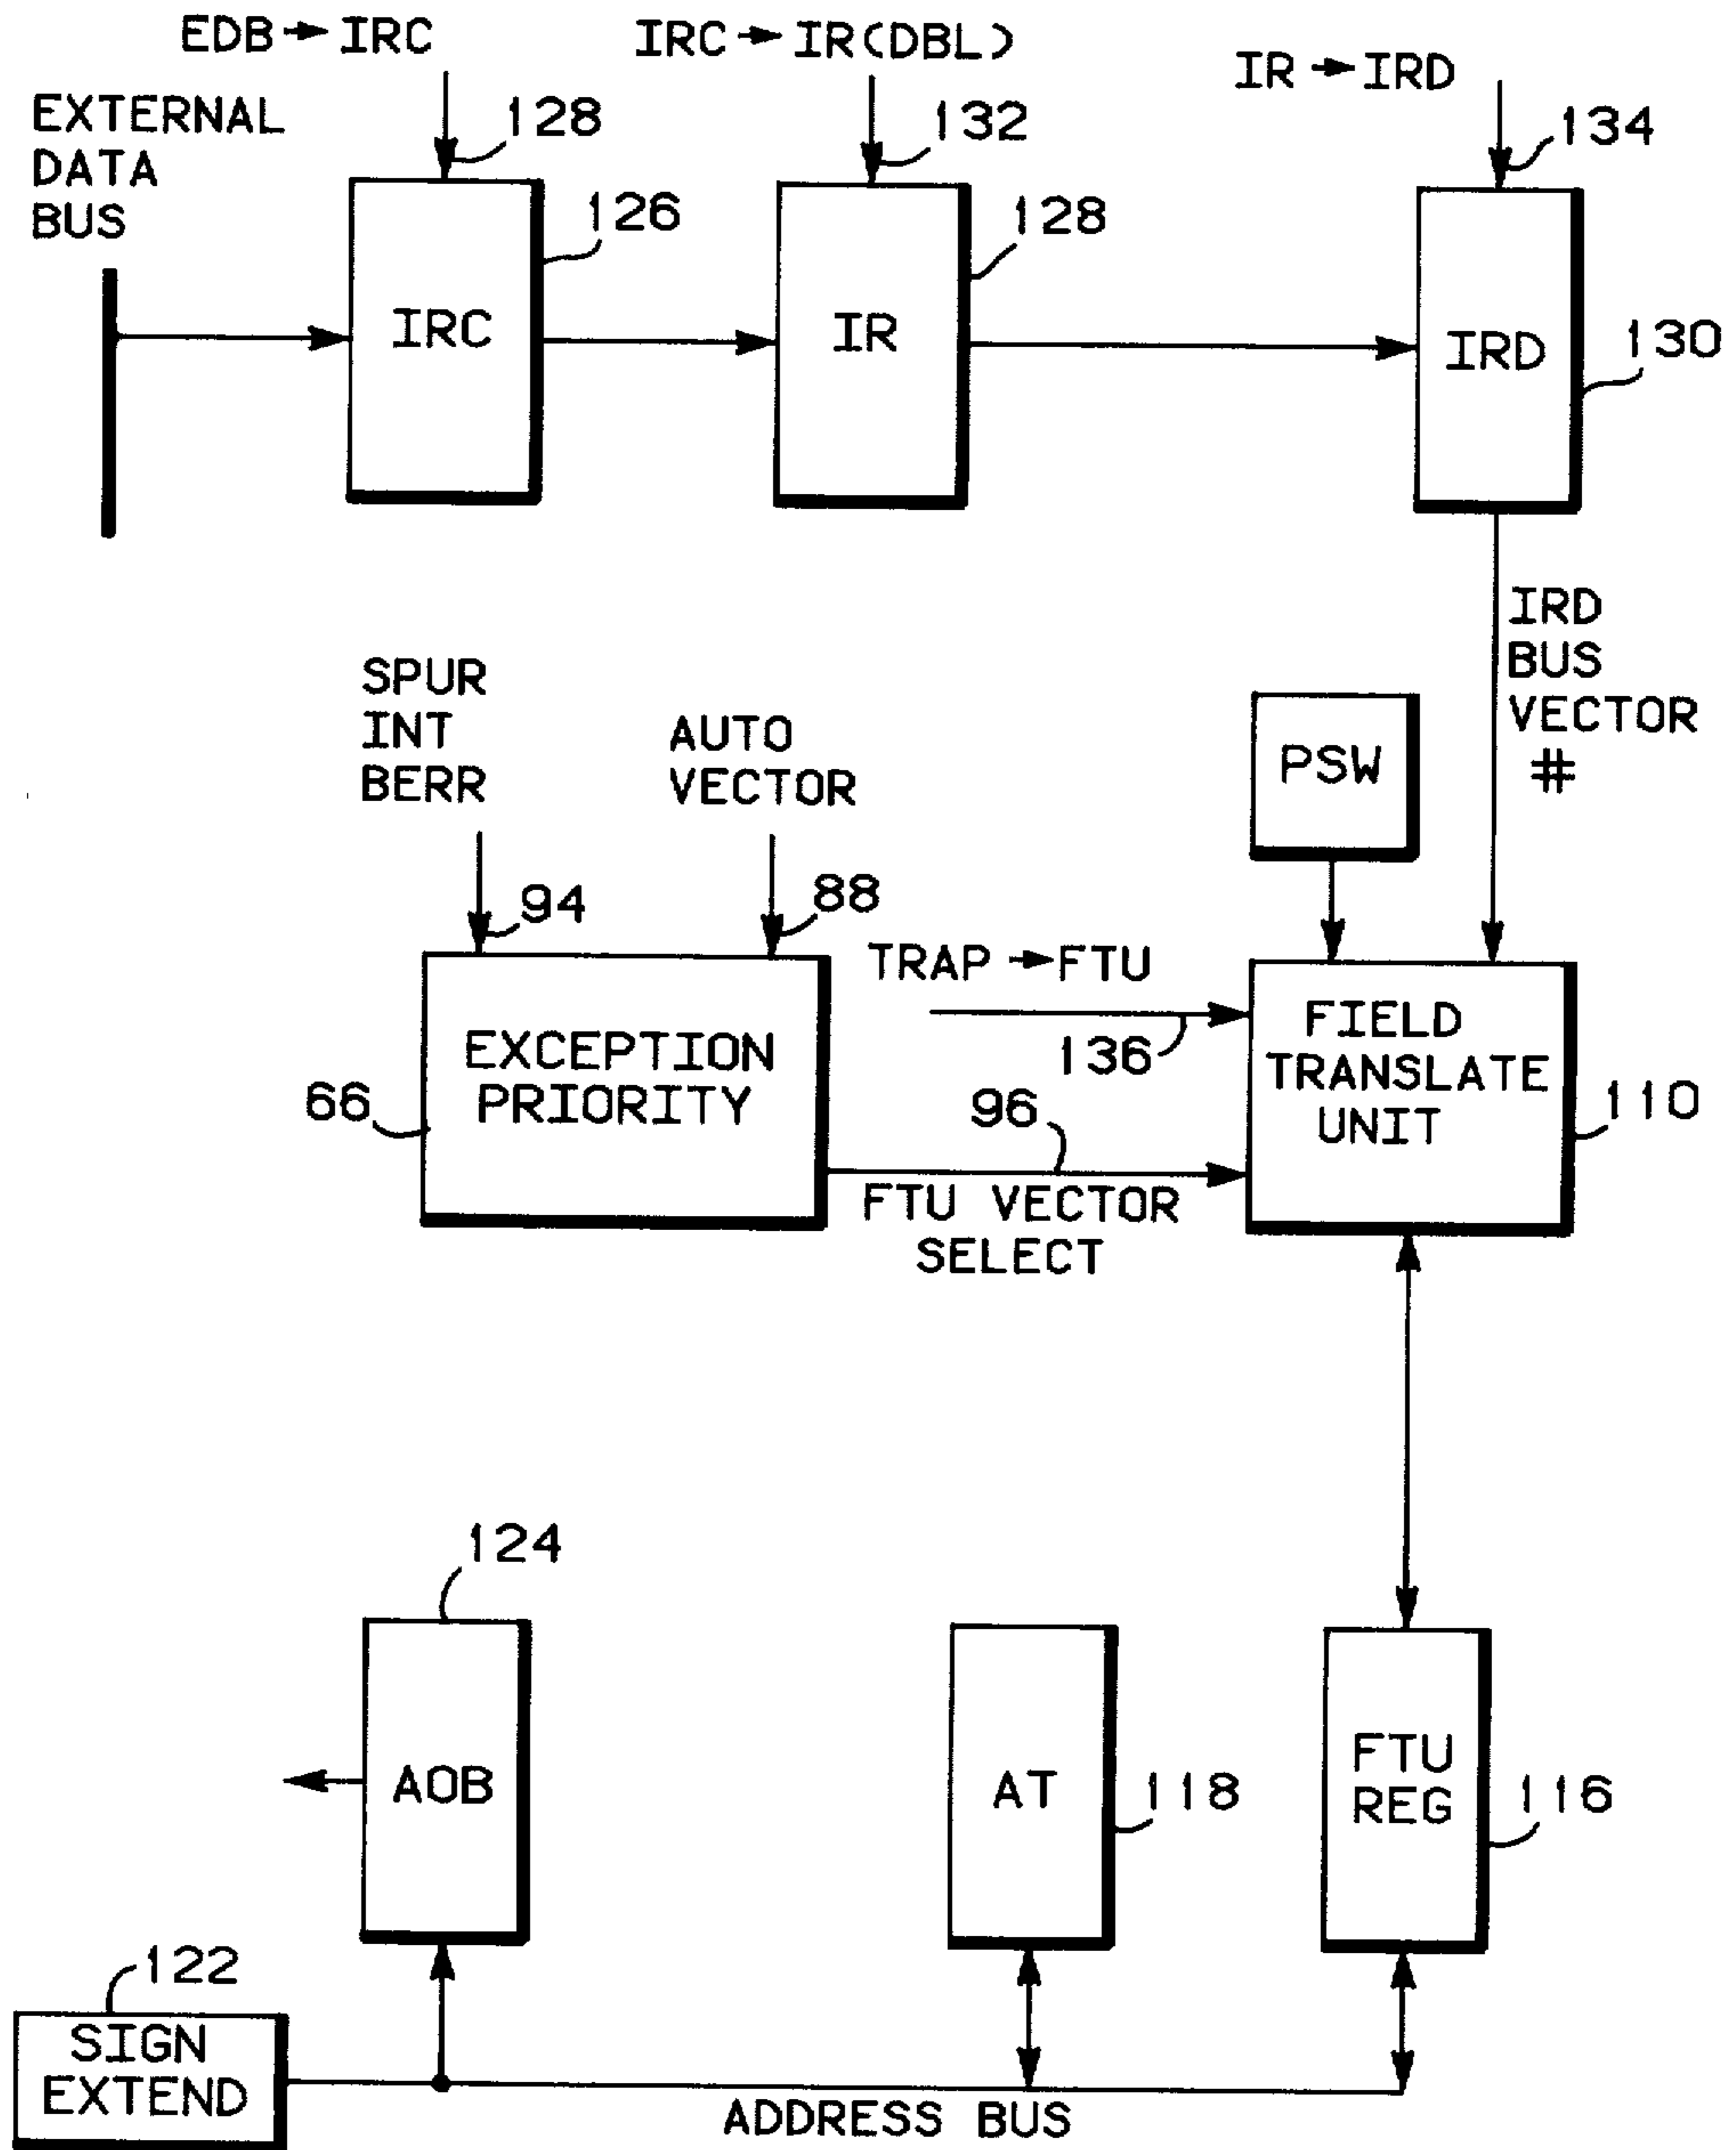 EDB → IRC
IRC → IR(DBL)
IR → IRD
EXTERNAL
DATA
BUS
128
132
134
126
128
130
IRC
IR
IRD
IRD
BUS
VECTOR
#
SPUR
INT
BERR
AUTO
VECTOR
PSW
94
88
TRAP → FTU
136
EXCEPTION
PRIORITY
66
96
FTU VECTOR
SELECT
FIELD
TRANSLATE
UNIT
110
124
AOB
AT
118
FTU
REG
116
122
SIGN
EXTEND
ADDRESS BUS